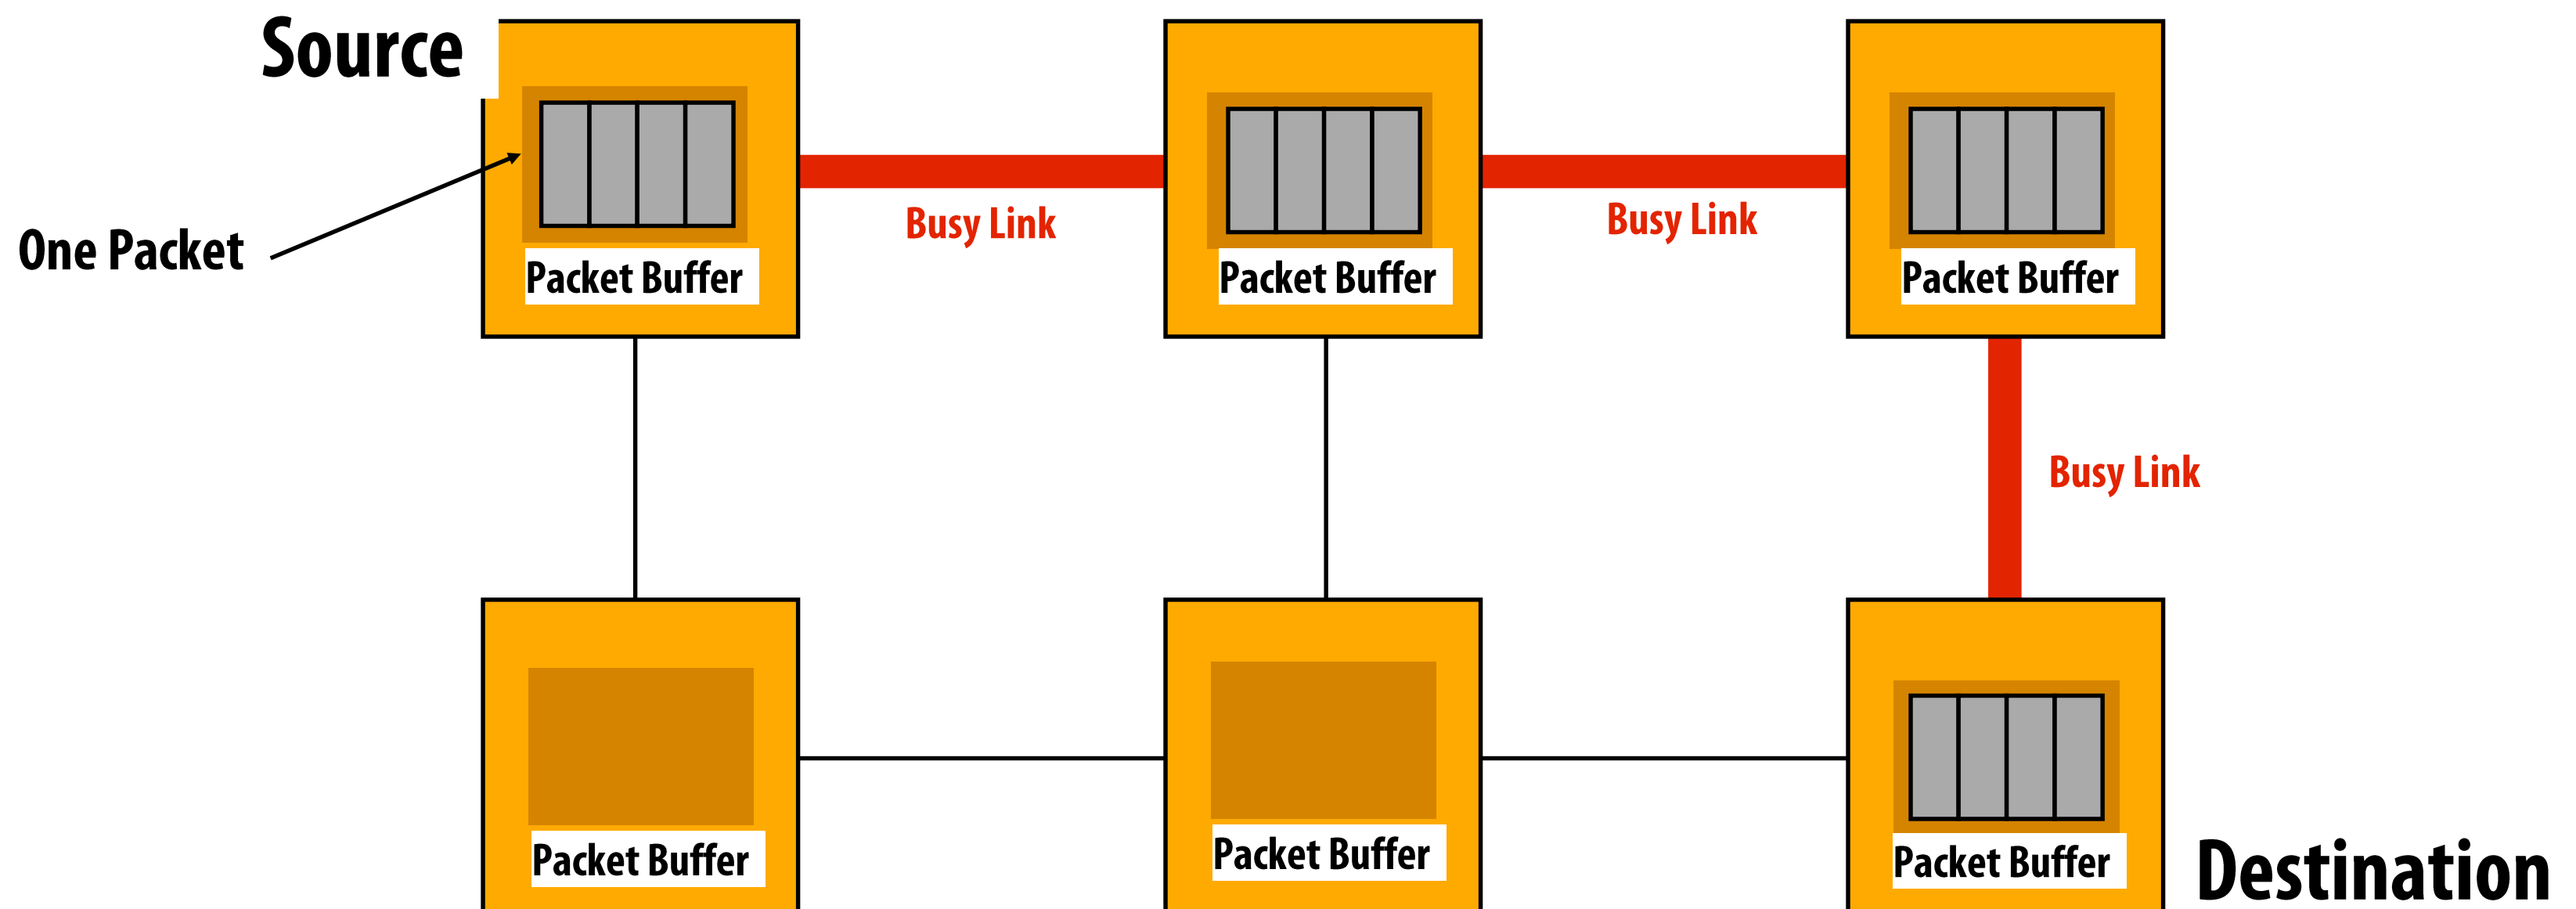 Source
One Packet
Packet Buffer
Busy Link
Packet Buffer
Busy Link
Packet Buffer
Busy Link
Packet Buffer
Packet Buffer
Packet Buffer
Destination